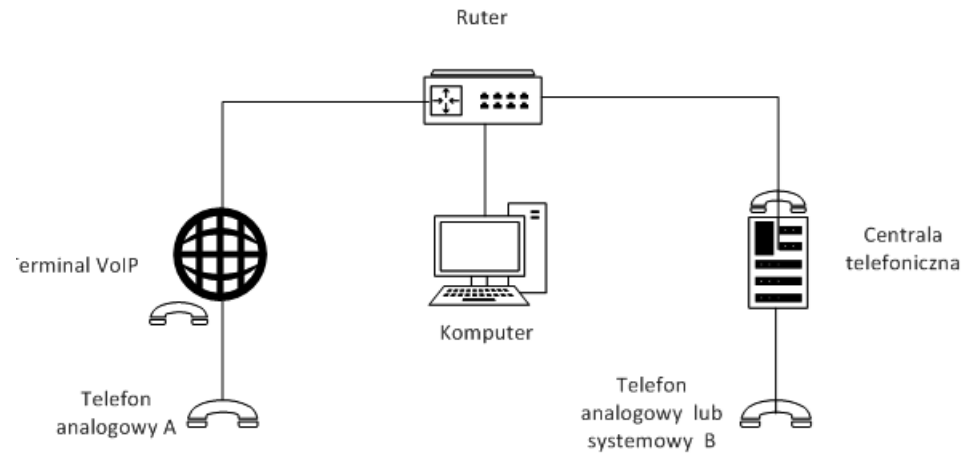 Ruter
erminal VoIP
Centrala
telefoniczna
Komputer
Telefon
analogowy A
Telefon
analogowy lub
systemowy B